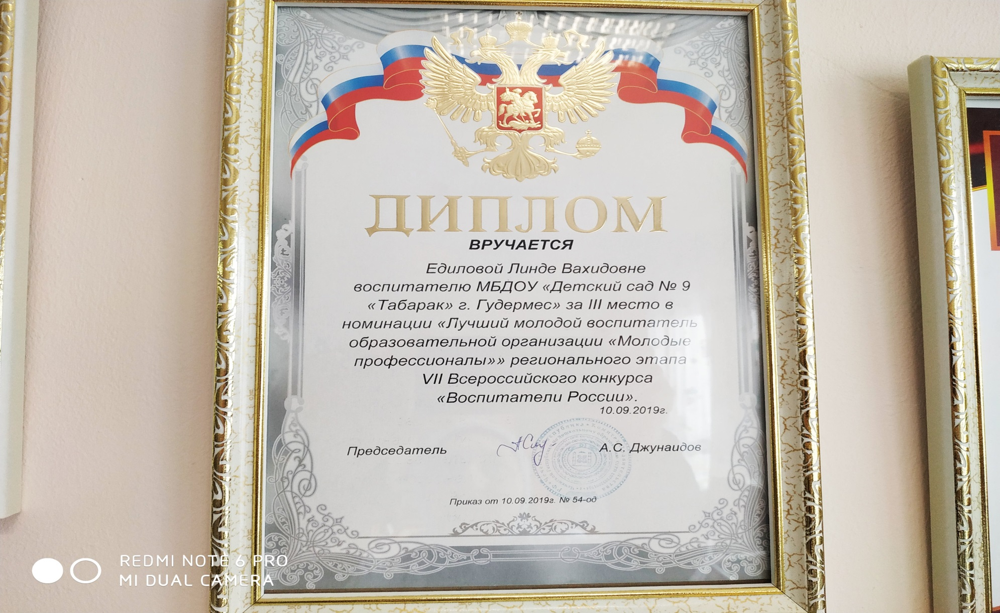 ДИПЛОМ
ВРУЧАЕТСЯ
Едиловой Линде Вахидовне
воспитателю МБДОУ «Детский сад № 9
«Табарак» г. Гудермес» за III место в
номинации «Лучший молодой воспитатель
образовательной организации «Молодые
профессионалы»» регионального этапа
VII Всероссийского конкурса
«Воспитатели России».
10.09.2019г.
Председатель
А.С. Джунаидов
Приказ от 10.09.2019г. № 54-од
REDMI NOTE 6 PRO
MI DUAL CAMERA